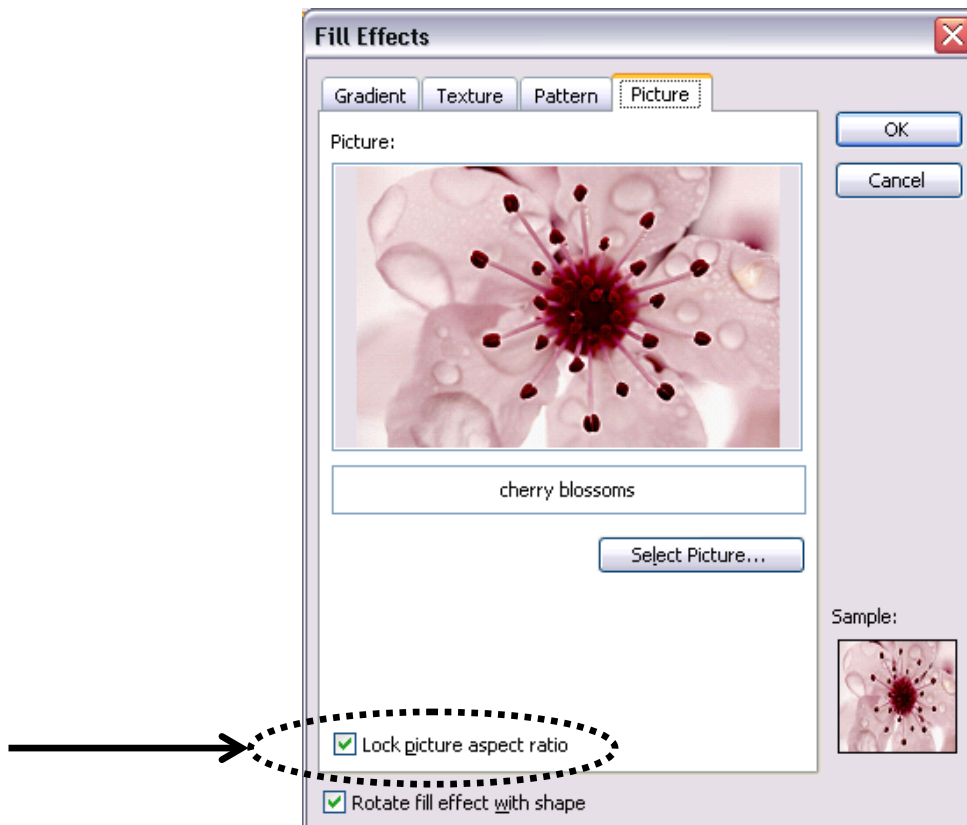 Fill Effects
Gradient Texture Pattern Picture
OK
Picture:
Cancel
cherry blossoms
Select Picture...
Sample:
Lock picture aspect ratio
Rotate fill effect with shape